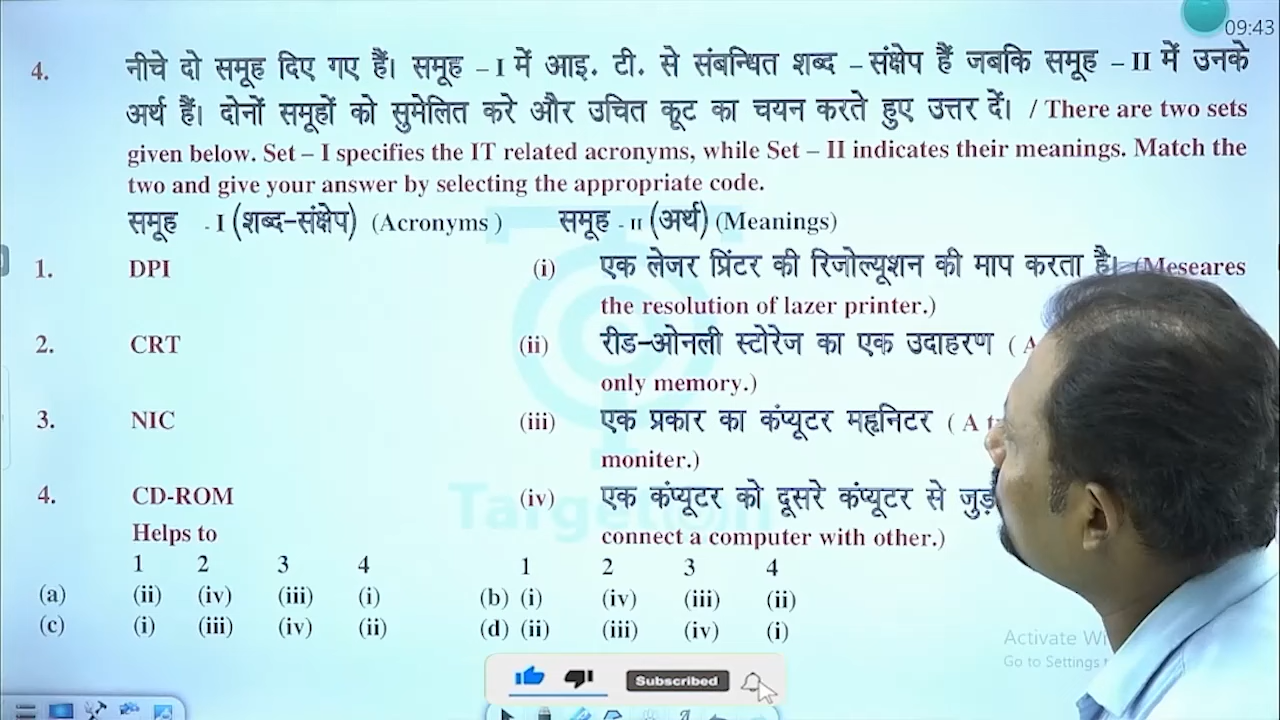 09:43
4. नीचे दो समूह दिए गए हैं। समूह – I में आइ. टी. से संबन्धित शब्द – संक्षेप हैं जबकि समूह – II में उनके
अर्थ हैं। दोनों समूहों को सुमेलित करे और उचित कूट का चयन करते हुए उत्तर दें। / There are two sets
given below. Set – I specifies the IT related acronyms, while Set – II indicates their meanings. Match the
two and give your answer by selecting the appropriate code.
समूह - I (शब्द-संक्षेप) (Acronyms ) समूह - II (अर्थ) (Meanings)
1. DPI (i) एक लेजर प्रिंटर की रिजोल्यूशन की माप करता है। (Meseares
the resolution of lazer printer.)
2. CRT (ii) रीड-ओनली स्टोरेज का एक उदाहरण (
only memory.)
3. NIC (iii) एक प्रकार का कंप्यूटर महृनिटर ( A
moniter.)
4. CD-ROM (iv) एक कंप्यूटर को दूसरे कंप्यूटर से
Helps to connect a computer with other.)
1 2 3 4 1 2 3 4
(a) (ii) (iv) (iii) (i) (b) (i) (iv) (iii) (ii)
(c) (i) (iii) (iv) (ii) (d) (ii) (iii) (iv) (i)
Activate
Go to Settings
Subscribed